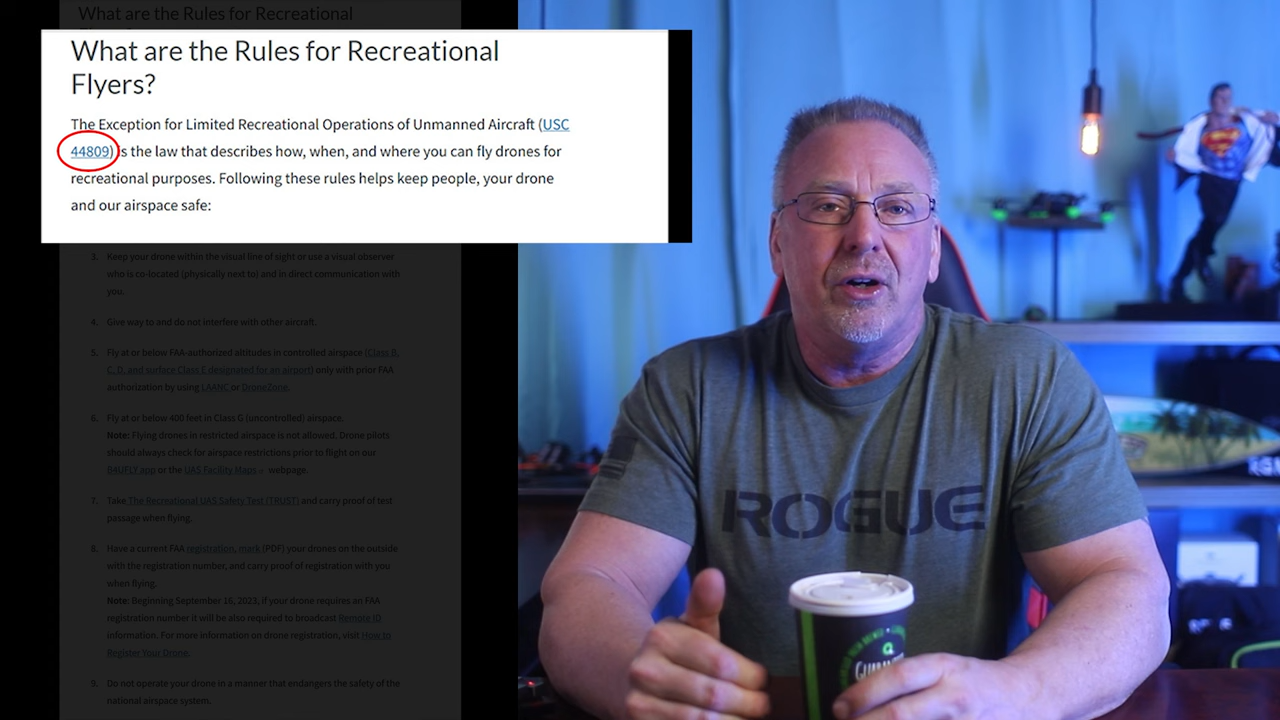 What are the Rules for Recreational
What are the Rules for Recreational
Flyers?
The Exception for Limited Recreational Operations of Unmanned Aircraft (USC
44809) is the law that describes how, when, and where you can fly drones for
recreational purposes. Following these rules helps keep people, your drone
and our airspace safe:
3. Keep your drone within the visual line of sight or use a visual observer
who is co-located (physically next to) and in direct communication with
you.
4. Give way to and do not interfere with other aircraft.
5. Fly at or below FAA-authorized altitudes in controlled airspace (Class B,
C, D, and surface Class E designated for an airport) only with prior FAA
authorization by using LAANC or DroneZone.
6. Fly at or below 400 feet in Class G (uncontrolled) airspace.
Note: Flying drones in restricted airspace is not allowed. Drone pilots
should always check for airspace restrictions prior to flight on our
B4UFLY app or the UAS Facility Maps webpage.
7. Take The Recreational UAS Safety Test (TRUST) and carry proof of test
passage when flying.
8. Have a current FAA registration, mark (PDF) your drones on the outside
with the registration number, and carry proof of registration with you
when flying.
Note: Beginning September 16, 2023, if your drone requires an FAA
registration number it will be also required to broadcast Remote ID
information. For more information on drone registration, visit How to
Register Your Drone.
9. Do not operate your drone in a manner that endangers the safety of the
national airspace system.
ROGUE